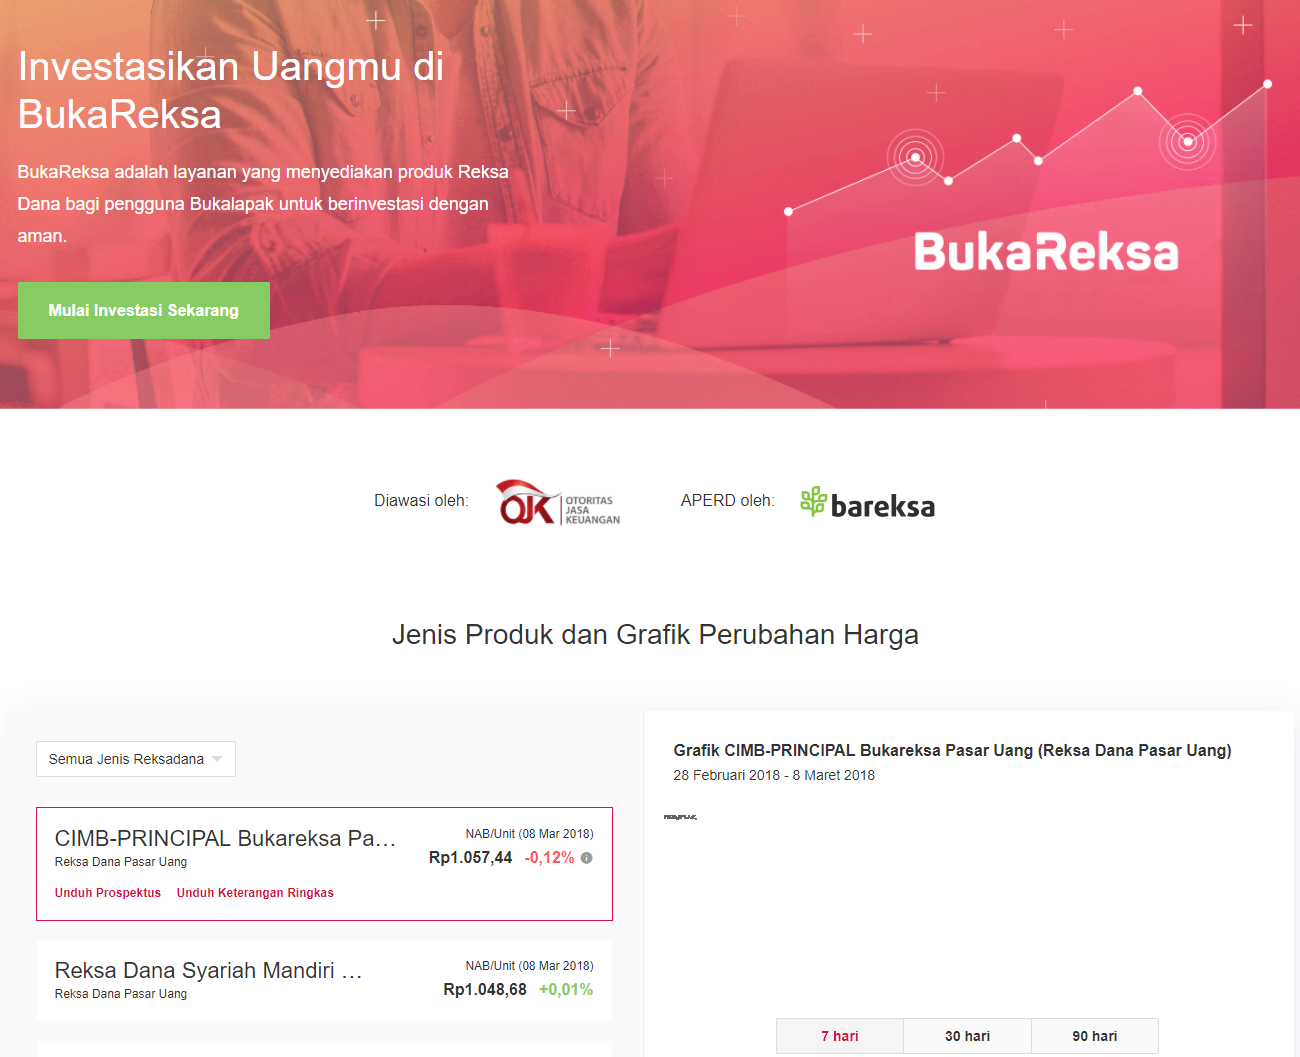 Investasikan Uangmu di
BukaReksa
BukaReksa adalah layanan yang menyediakan produk Reksa
Dana bagi pengguna Bukalapak untuk berinvestasi dengan
aman.
Mulai Investasi Sekarang
BukaReksa
Diawasi oleh:
OJK
OTORITAS
JASA
KEUANGAN
APERD oleh:
bareksa
Jenis Produk dan Grafik Perubahan Harga
Semua Jenis Reksadana
CIMB-PRINCIPAL Bukareksa Pa...
Reksa Dana Pasar Uang
Unduh Prospektus Unduh Keterangan Ringkas
NAB/Unit (08 Mar 2018)
Rp1.057,44 -0,12%
Reksa Dana Syariah Mandiri ...
Reksa Dana Pasar Uang
NAB/Unit (08 Mar 2018)
Rp1.048,68 +0,01%
Grafik CIMB-PRINCIPAL Bukareksa Pasar Uang (Reksa Dana Pasar Uang)
28 Februari 2018 - 8 Maret 2018
7 hari 30 hari 90 hari